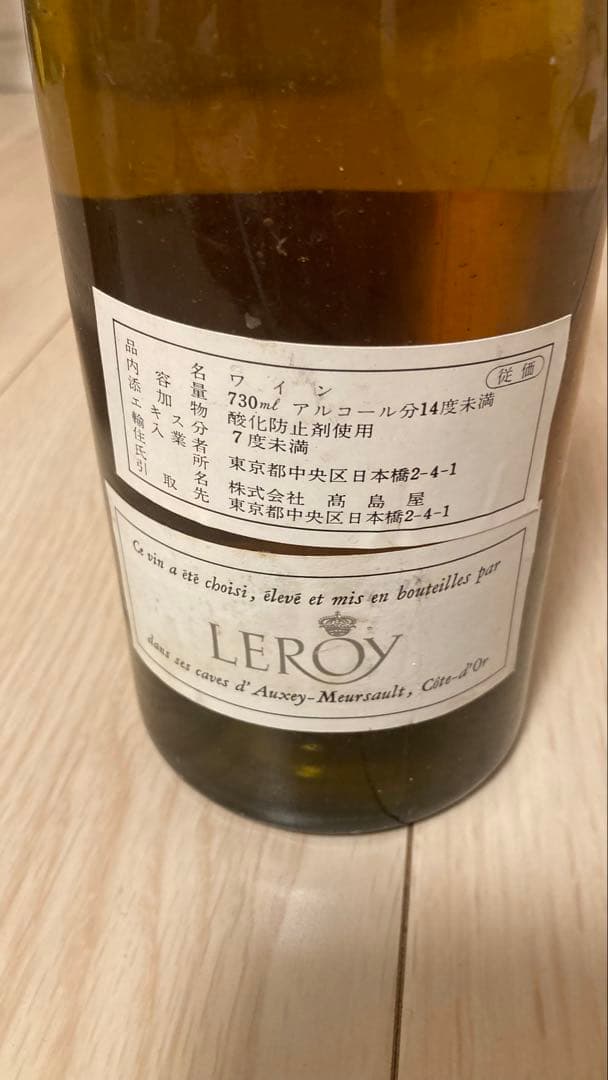 従価
品名 ワイン
内容量 730ml アルコール分14度未満
添加物 酸化防止剤使用
エキス分 7度未満
輸入業者
住所 東京都中央区日本橋2-4-1
氏名 株式会社 髙島屋
引取先 東京都中央区日本橋2-4-1
Ce vin a été choisi, élevé et mis en bouteilles par
LEROY
dans ses caves d'Auxey-Meursault, Côte-d'Or